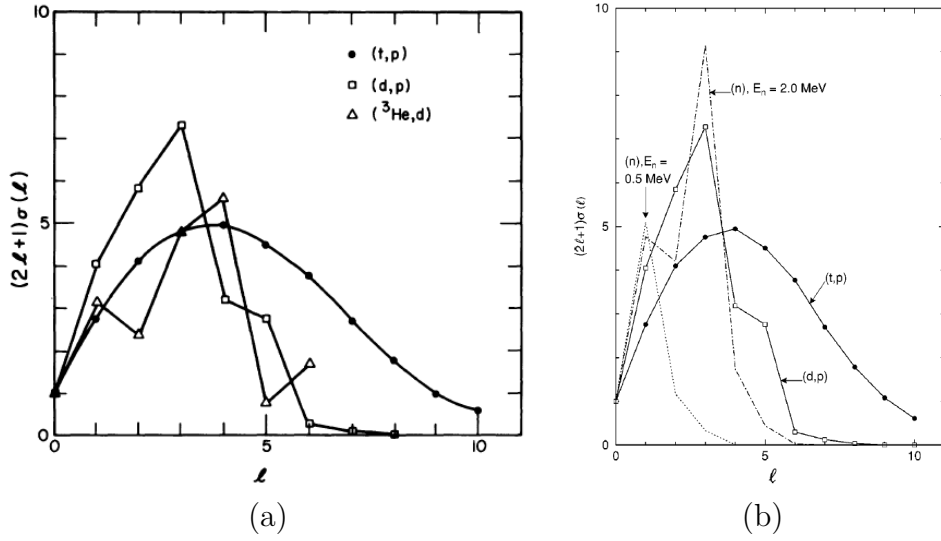 10
5
0
(2ℓ+1)σ(ℓ)
(t,p)
(d,p)
(³He,d)
0
5
10
ℓ
(a)
10
5
0
(2ℓ+1)σ(ℓ)
(n), Eₙ = 2.0 MeV
(n),Eₙ =
0.5 MeV
(t,p)
(d,p)
0
5
10
ℓ
(b)